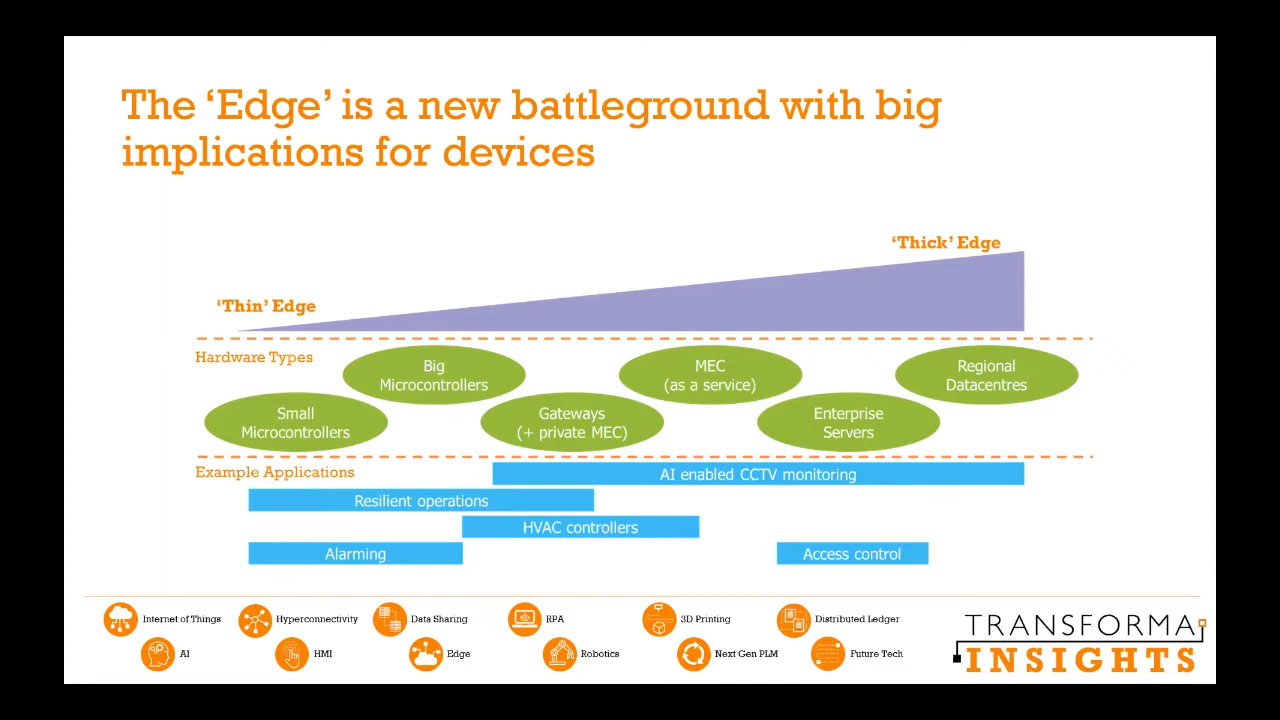 The ‘Edge’ is a new battleground with big
implications for devices
‘Thick’ Edge
‘Thin’ Edge
Hardware Types
Big
Microcontrollers
MEC
(as a service)
Regional
Datacentres
Small
Microcontrollers
Gateways
(+ private MEC)
Enterprise
Servers
Example Applications
AI enabled CCTV monitoring
Resilient operations
HVAC controllers
Alarming
Access control
Internet of Things
Hyperconnectivity
Data Sharing
RPA
3D Printing
Distributed Ledger
AI
HMI
Edge
Robotics
Next Gen PLM
Future Tech
TRANSFORMA
INSIGHTS